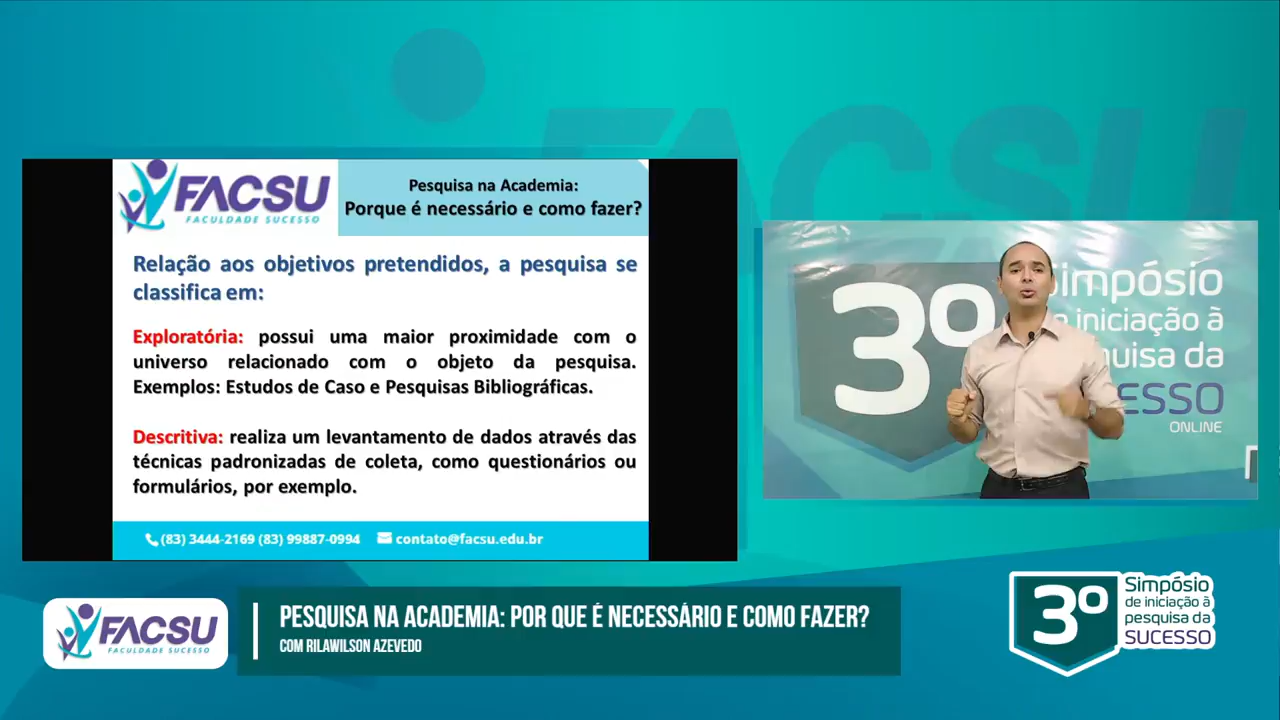 FACSU
FACULDADE SUCESSO
Pesquisa na Academia:
Porque é necessário e como fazer?
Relação aos objetivos pretendidos, a pesquisa se
classifica em:
Exploratória: possui uma maior proximidade com o
universo relacionado com o objeto da pesquisa.
Exemplos: Estudos de Caso e Pesquisas Bibliográficas.
Descritiva: realiza um levantamento de dados através das
técnicas padronizadas de coleta, como questionários ou
formulários, por exemplo.
(83) 3444-2169 (83) 99887-0994 contato@facsu.edu.br
FACSU
3º
Simpósio
iniciação à
da
ONLINE
FACSU
FACULDADE SUCESSO
PESQUISA NA ACADEMIA: POR QUE É NECESSÁRIO E COMO FAZER?
COM RILAWILSON AZEVEDO
3º
Simpósio
de iniciação à
pesquisa da
SUCESSO